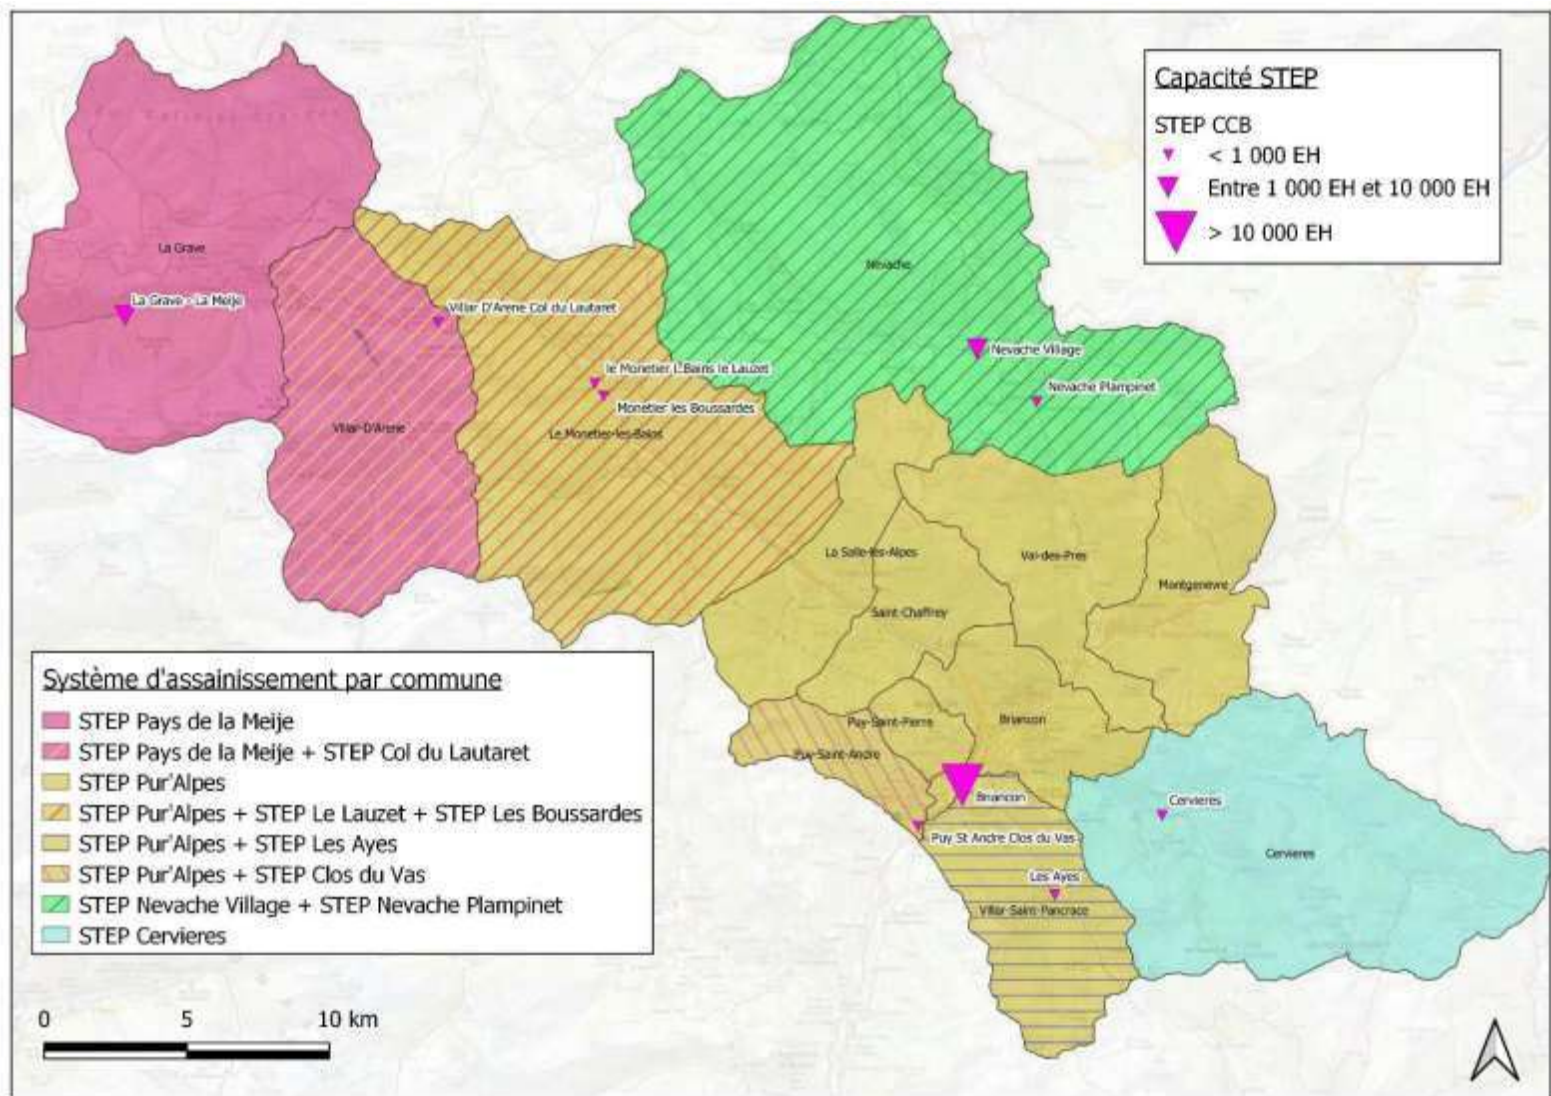 Capacité STEP
STEP CCB
< 1 000 EH
Entre 1 000 EH et 10 000 EH
> 10 000 EH
La Grave
La Grave - La Meije
Villar D'Arene Col du Lautaret
Nevache
Nevache Village
Nevache Plampinet
le Monetier L.Bains le Lauzet
Monetier les Boussardes
Villar-D'Arene
Le Monetier-les-Bains
La Salle-les-Alpes
Val-des-Pres
Montgenevre
Saint-Chaffrey
Puy-Saint-Pierre
Briancon
Puy-Saint-Andre
Briancon
Cervieres
Puy St Andre Clos du Vas
Cervieres
Les Ayes
Villar-Saint-Pancrace
Système d'assainissement par commune
STEP Pays de la Meije
STEP Pays de la Meije + STEP Col du Lautaret
STEP Pur'Alpes
STEP Pur'Alpes + STEP Le Lauzet + STEP Les Boussardes
STEP Pur'Alpes + STEP Les Ayes
STEP Pur'Alpes + STEP Clos du Vas
STEP Nevache Village + STEP Nevache Plampinet
STEP Cervieres
0 5 10 km